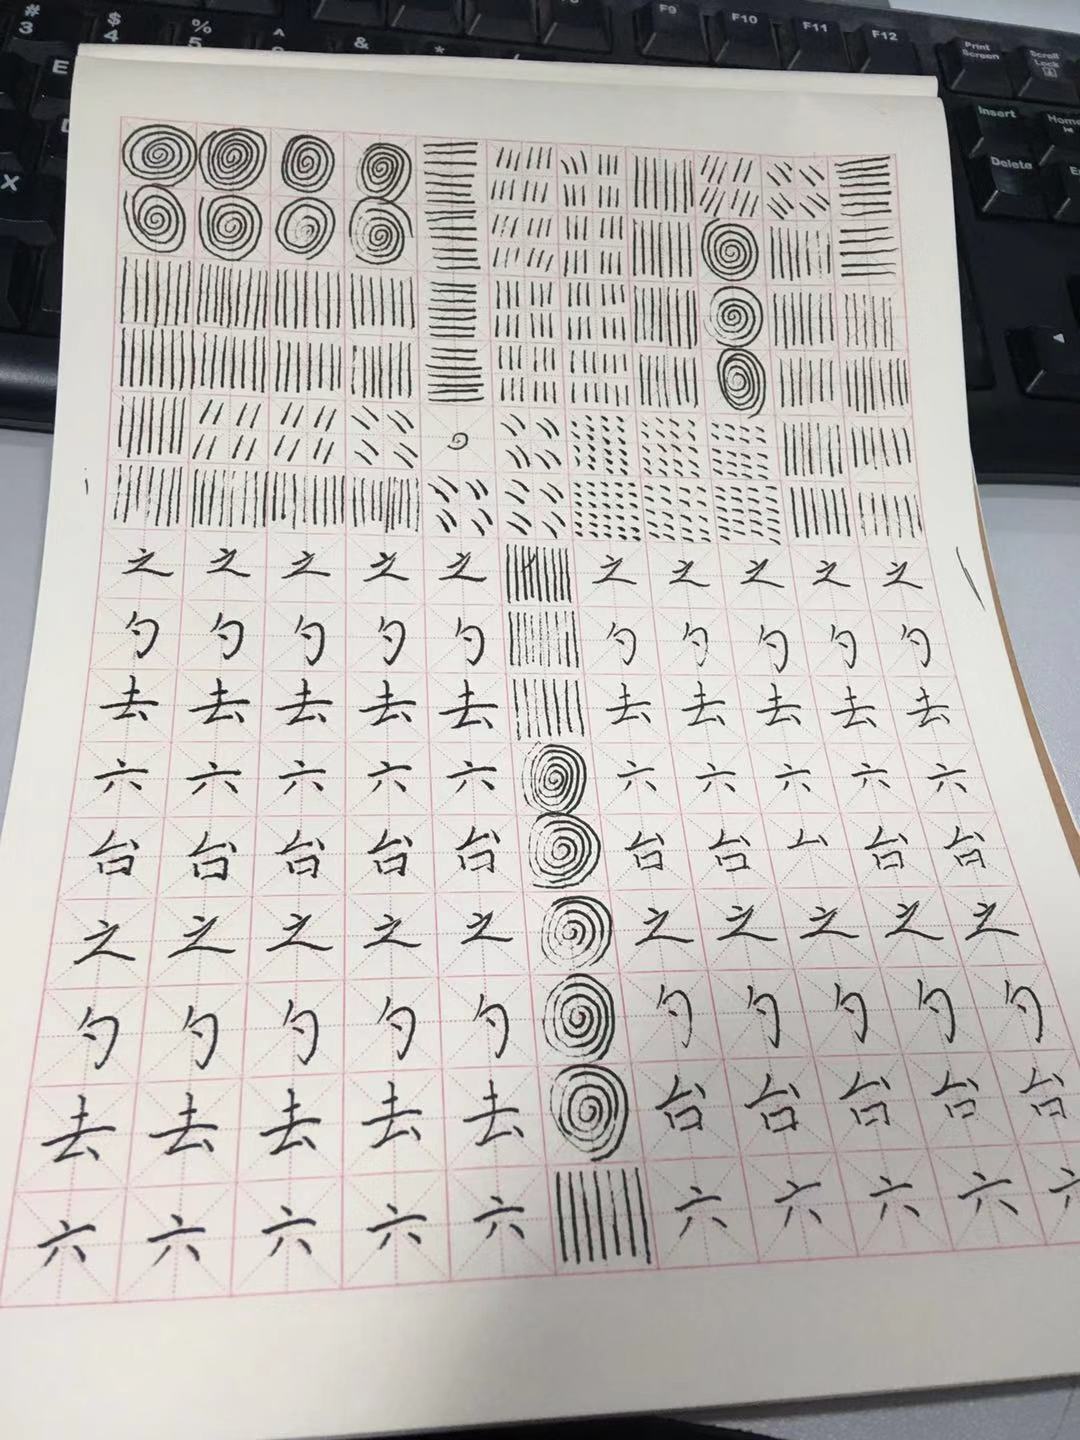 # $ % ^ & *
3 4 5
F9 F10 F11 F12
Print Screen
Scroll Lock
Insert Home
Delete
E
X
之 之 之 之 之 之 之 之 之 之
勺 勺 勺 勺 勺 勺 勺 勺 勺 勺
去 去 去 去 去 去 去 去 去 去
六 六 六 六 六 六 六 六 六 六
台 台 台 台 台 台 台 台 台
之 之 之 之 之 之 之 之 之 之
勺 勺 勺 勺 勺 勺 勺 勺 勺 勺
去 去 去 去 去 台 台 台 台 台
六 六 六 六 六 六 六 六 六 六